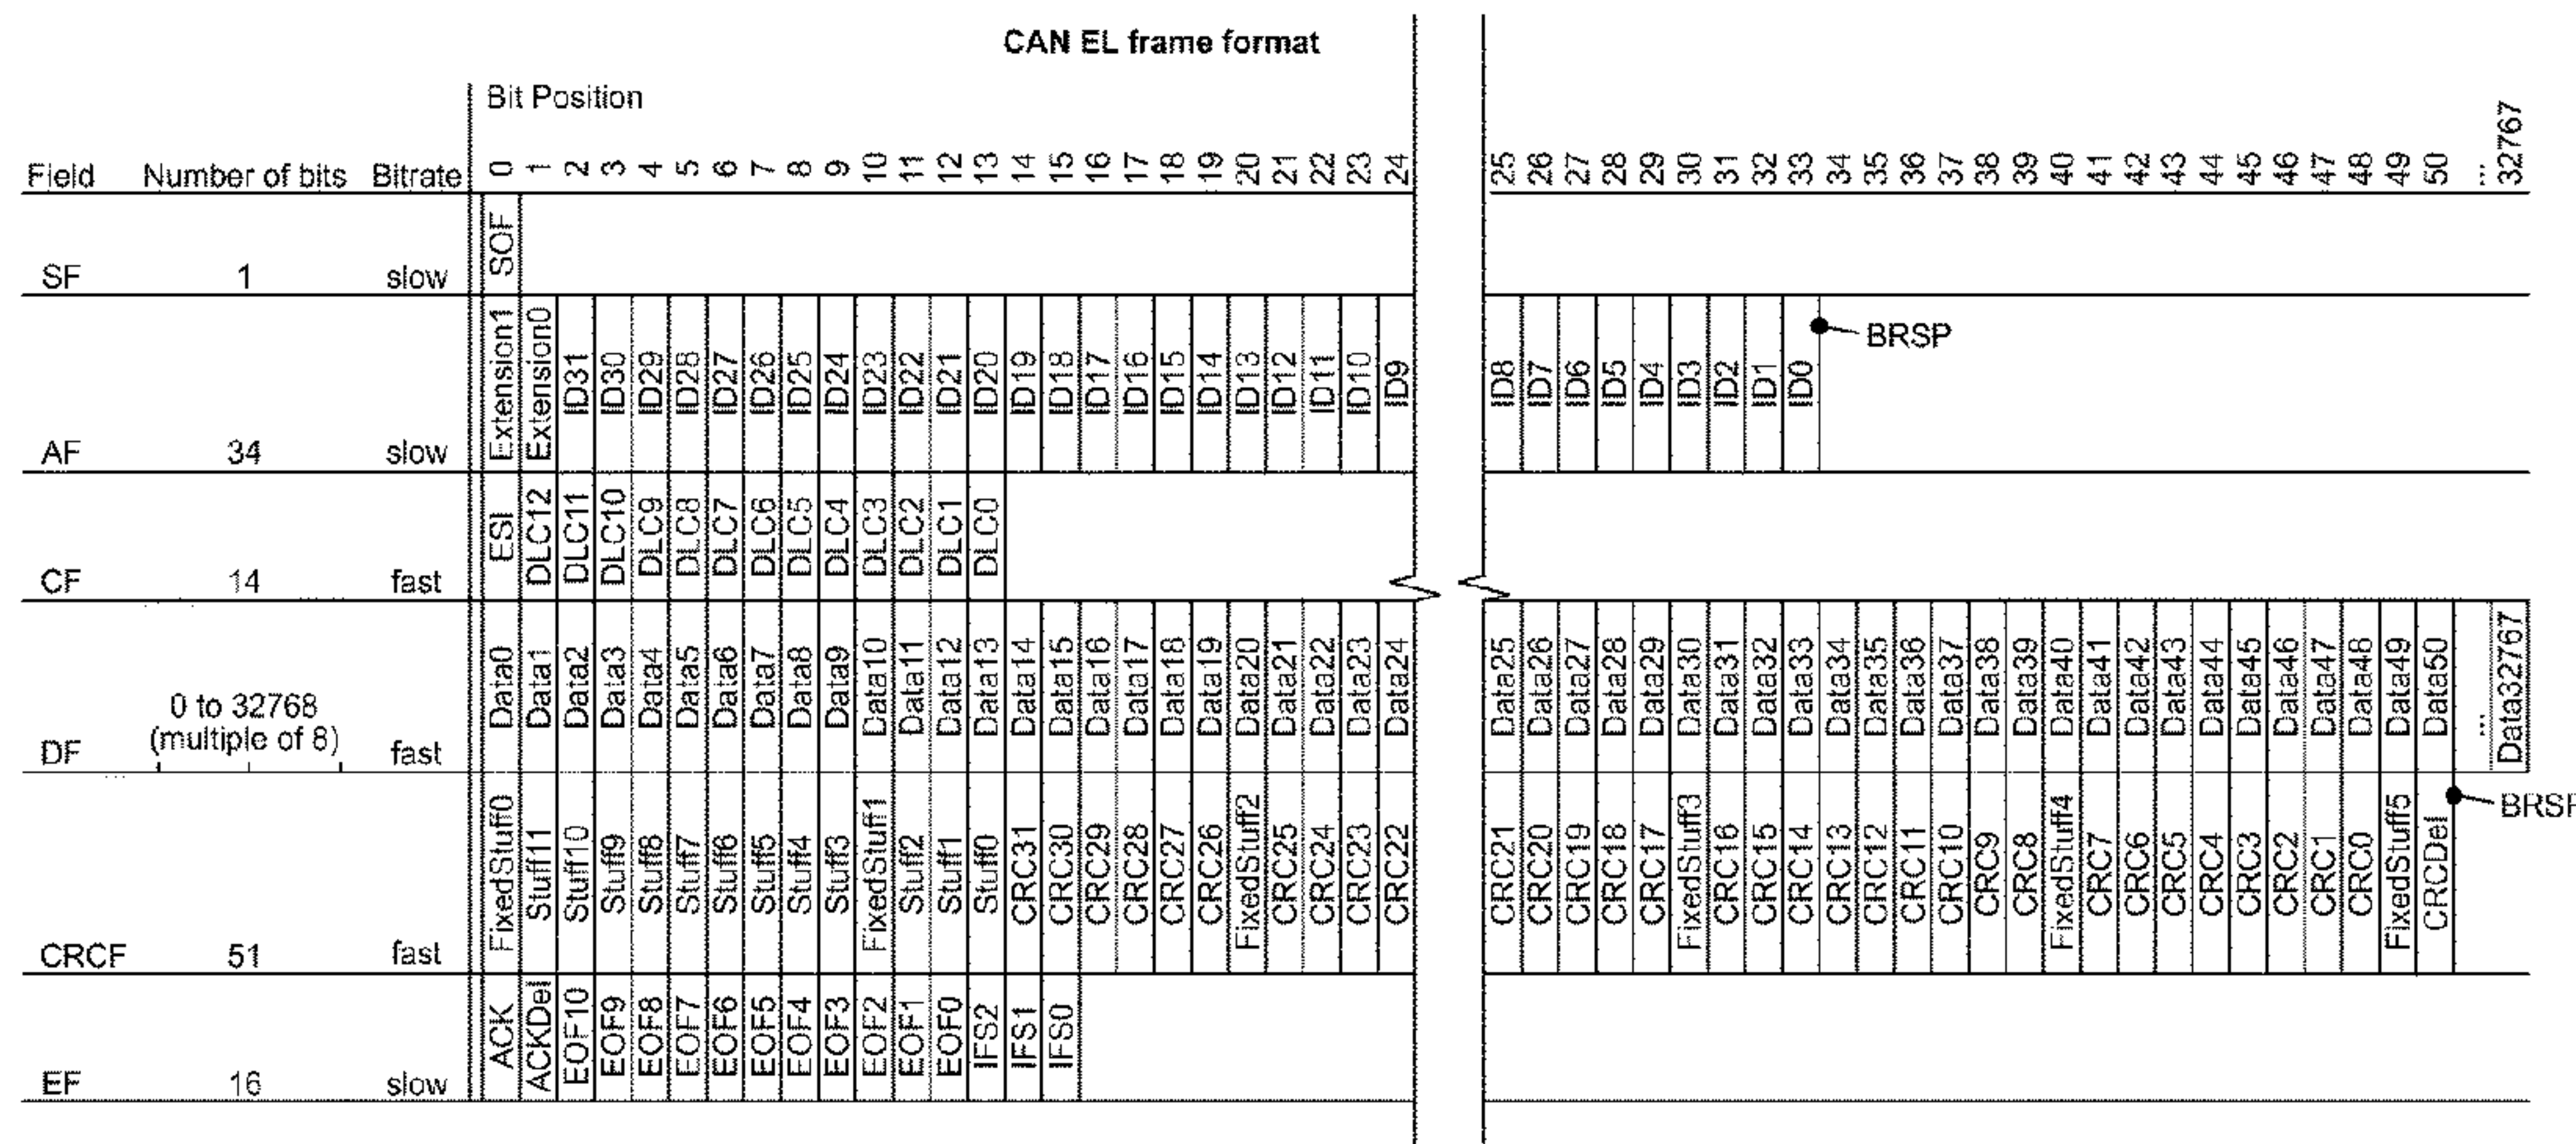 CAN EL frame format
Bit Position
Field Number of bits Bitrate 0 1 2 3 4 5 6 7 8 9 10 11 12 13 14 15 16 17 18 19 20 21 22 23 24 25 26 27 28 29 30 31 32 33 34 35 36 37 38 39 40 41 42 43 44 45 46 47 48 49 50 ... 32767
SF 1 slow SOF
AF 34 slow Extension1 Extension0 ID31 ID30 ID29 ID28 ID27 ID26 ID25 ID24 ID23 ID22 ID21 ID20 ID19 ID18 ID17 ID16 ID15 ID14 ID13 ID12 ID11 ID10 ID9 ID8 ID7 ID6 ID5 ID4 ID3 ID2 ID1 ID0 BRSP
CF 14 fast ESI DLC12 DLC11 DLC10 DLC9 DLC8 DLC7 DLC6 DLC5 DLC4 DLC3 DLC2 DLC1 DLC0
DF 0 to 32768
(multiple of 8) fast Data0 Data1 Data2 Data3 Data4 Data5 Data6 Data7 Data8 Data9 Data10 Data11 Data12 Data13 Data14 Data15 Data16 Data17 Data18 Data19 Data20 Data21 Data22 Data23 Data24 Data25 Data26 Data27 Data28 Data29 Data30 Data31 Data32 Data33 Data34 Data35 Data36 Data37 Data38 Data39 Data40 Data41 Data42 Data43 Data44 Data45 Data46 Data47 Data48 Data49 Data50 ... Data32767
CRCF 51 fast FixedStuff0 Stuff11 Stuff10 Stuff9 Stuff8 Stuff7 Stuff6 Stuff5 Stuff4 Stuff3 FixedStuff1 Stuff2 Stuff1 Stuff0 CRC31 CRC30 CRC29 CRC28 CRC27 CRC26 FixedStuff2 CRC25 CRC24 CRC23 CRC22 CRC21 CRC20 CRC19 CRC18 CRC17 FixedStuff3 CRC16 CRC15 CRC14 CRC13 CRC12 CRC11 CRC10 CRC9 CRC8 FixedStuff4 CRC7 CRC6 CRC5 CRC4 CRC3 CRC2 CRC1 CRC0 FixedStuff5 CRCDel BRSP
EF 16 slow ACK ACKDel EOF10 EOF9 EOF8 EOF7 EOF6 EOF5 EOF4 EOF3 EOF2 EOF1 EOF0 IFS2 IFS1 IFS0